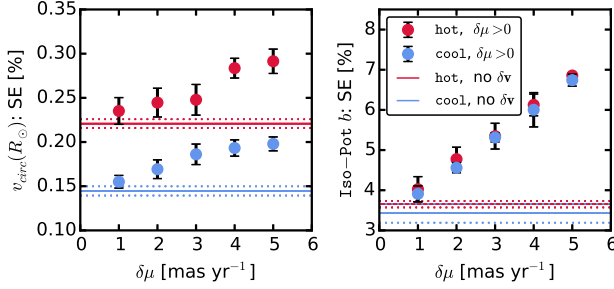 0.35
0.30
0.25
0.20
0.15
0.10
v_circ(R_⊙): SE [%]
0 1 2 3 4 5 6
δμ [mas yr⁻¹]
8
7
6
5
4
3
Iso−Pot b: SE [%]
hot, δμ>0
cool, δμ>0
hot, no δv
cool, no δv
0 1 2 3 4 5 6
δμ [mas yr⁻¹]